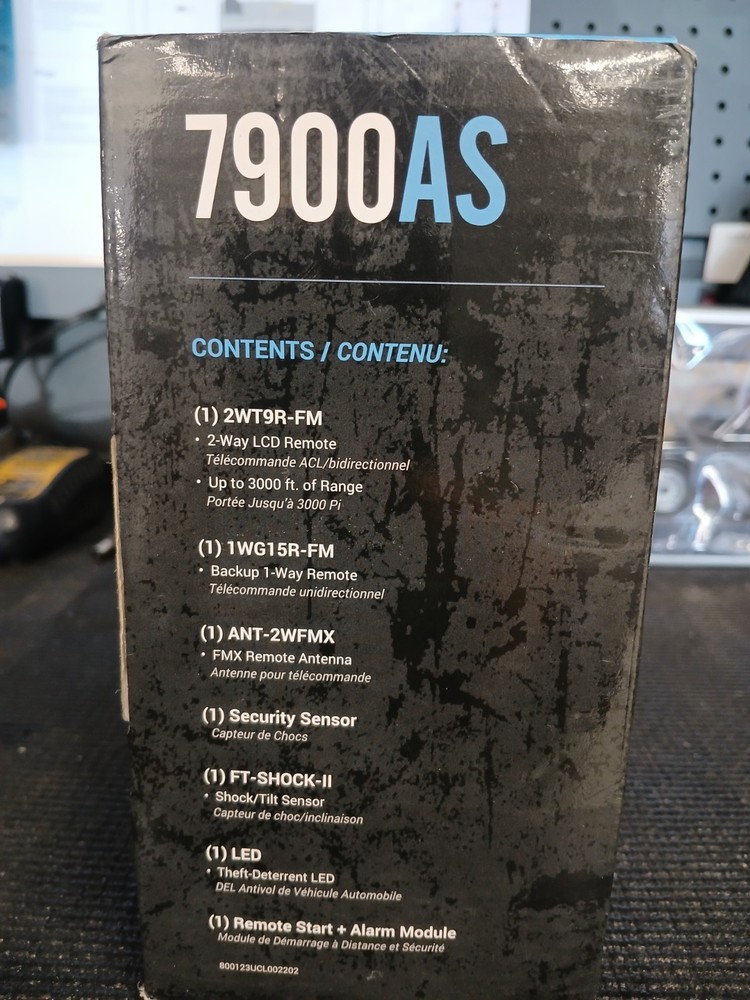 7900AS
CONTENTS / CONTENU:
(1) 2WT9R-FM
• 2-Way LCD Remote
Télécommande ACL/bidirectionnel
• Up to 3000 ft. of Range
Portée Jusqu'à 3000 Pi
(1) 1WG15R-FM
• Backup 1-Way Remote
Télécommande unidirectionnel
(1) ANT-2WFMX
• FMX Remote Antenna
Antenne pour télécommande
(1) Security Sensor
Capteur de Chocs
(1) FT-SHOCK-II
• Shock/Tilt Sensor
Capteur de choc/inclinaison
(1) LED
• Theft-Deterrent LED
DEL Antivol de Véhicule Automobile
(1) Remote Start + Alarm Module
Module de Démarrage à Distance et Sécurité
800123UCL002202